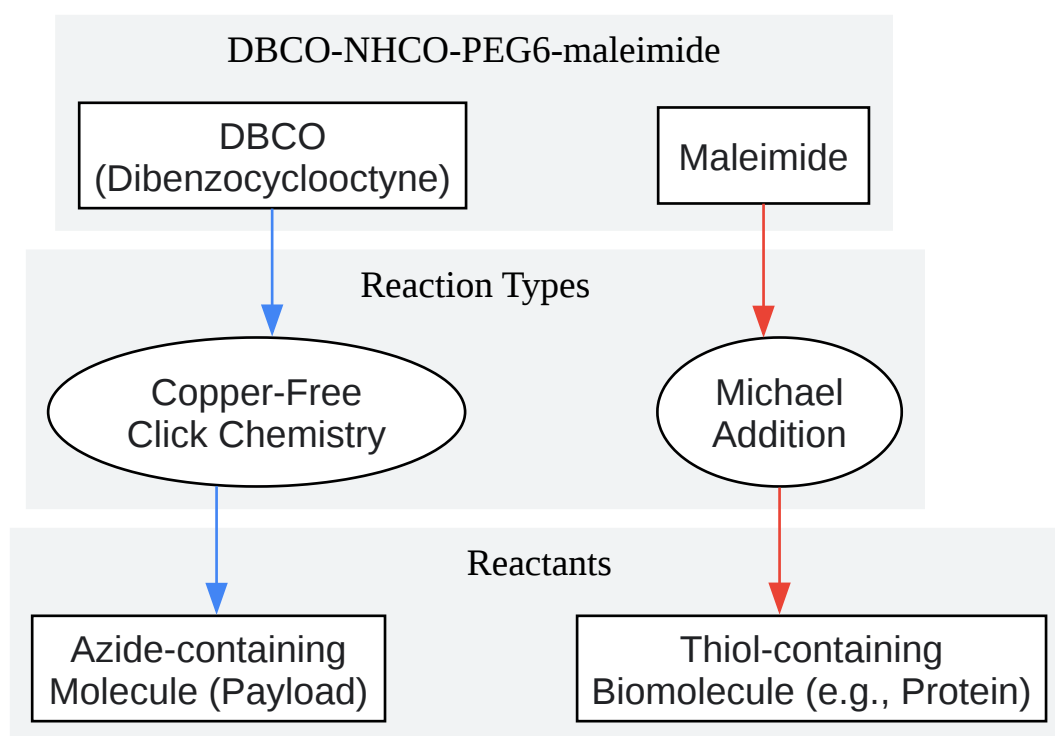 DBCO-NHCO-PEG6-maleimide
DBCO
(Dibenzocyclooctyne)
Maleimide
Reaction Types
Copper-Free
Click Chemistry
Michael
Addition
Reactants
Azide-containing
Molecule (Payload)
Thiol-containing
Biomolecule (e.g., Protein)